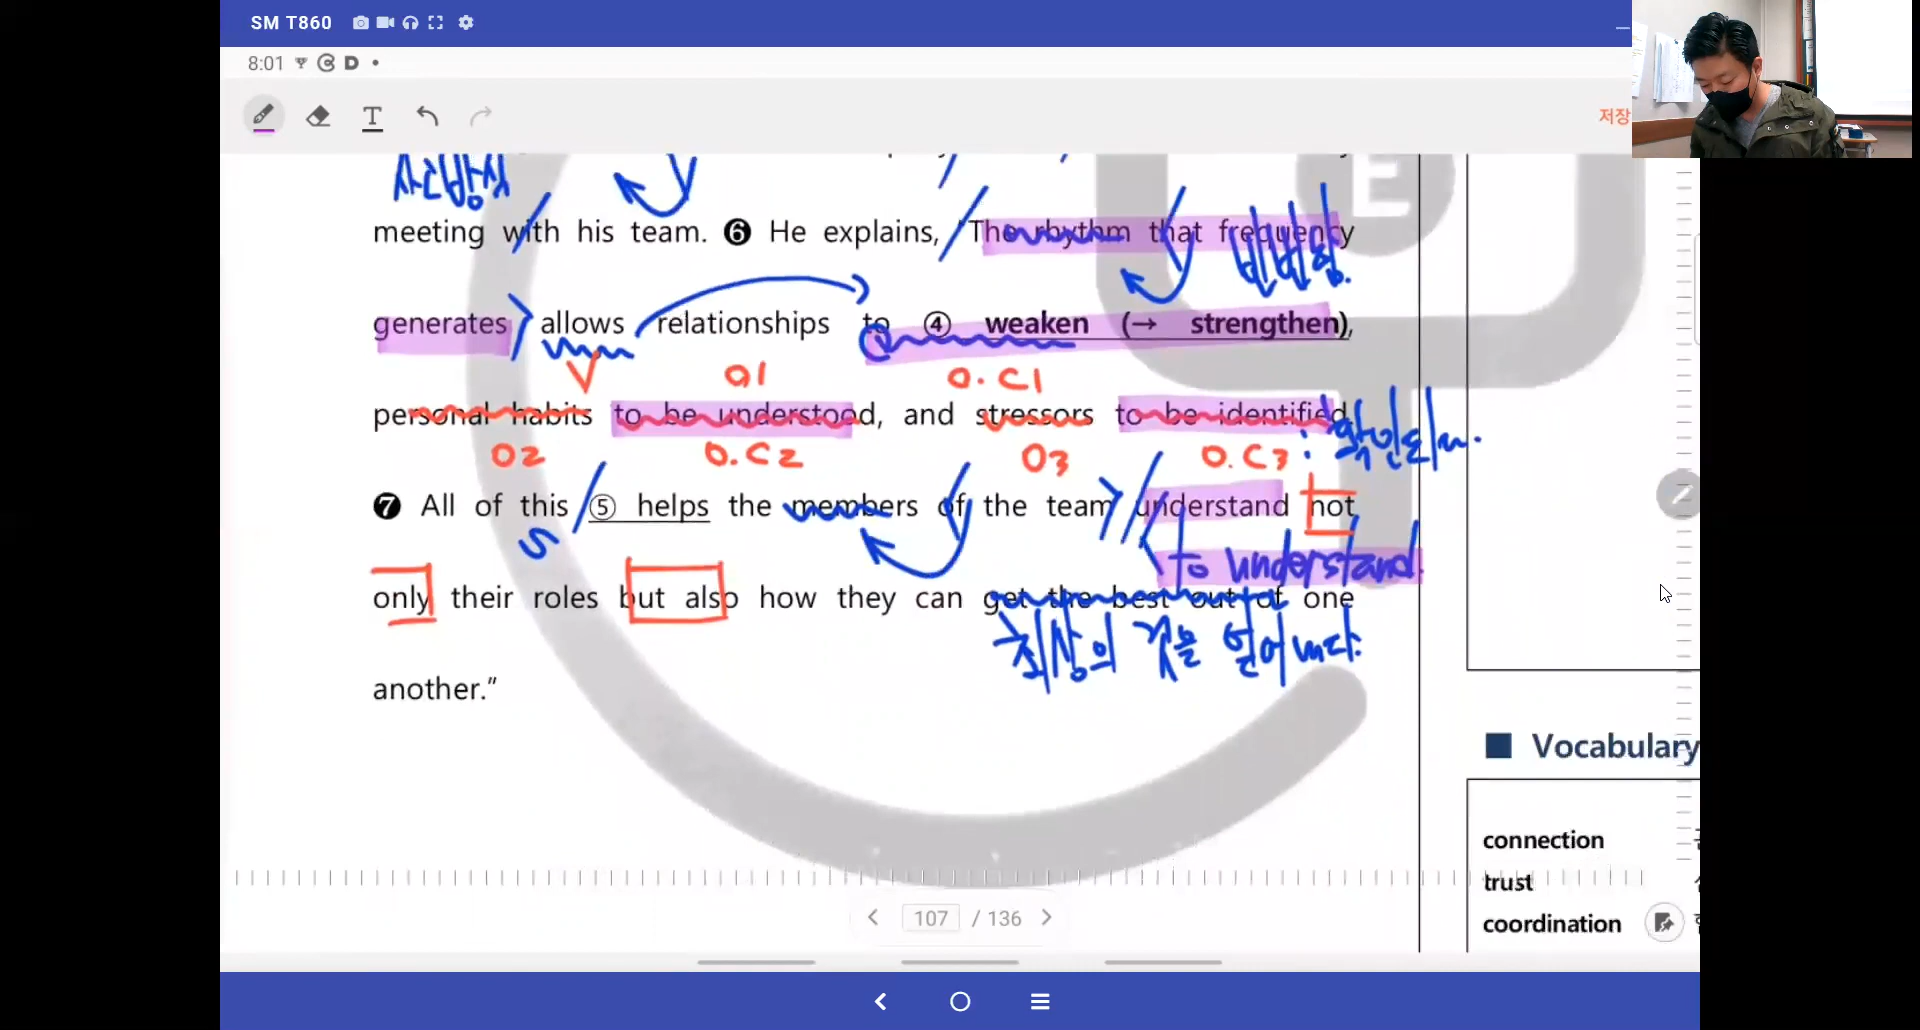 SM T860
8:01
T
저장
사고방식
E
meeting with his team. ❻ He explains, “The rhythm that frequency
빈번함.
generates allows relationships to ④ weaken (→ strengthen),
V O1 O.C1
personal habits to be understood, and stressors to be identified.
O2 O.C2 O3 O.C3 : 확인되다.
❼ All of this ⑤ helps the members of the team understand not
S
to understand.
only their roles but also how they can get the best out of one
최상의 것을 얻어내다.
another.”
■ Vocabulary
connection
trust
coordination
107 / 136